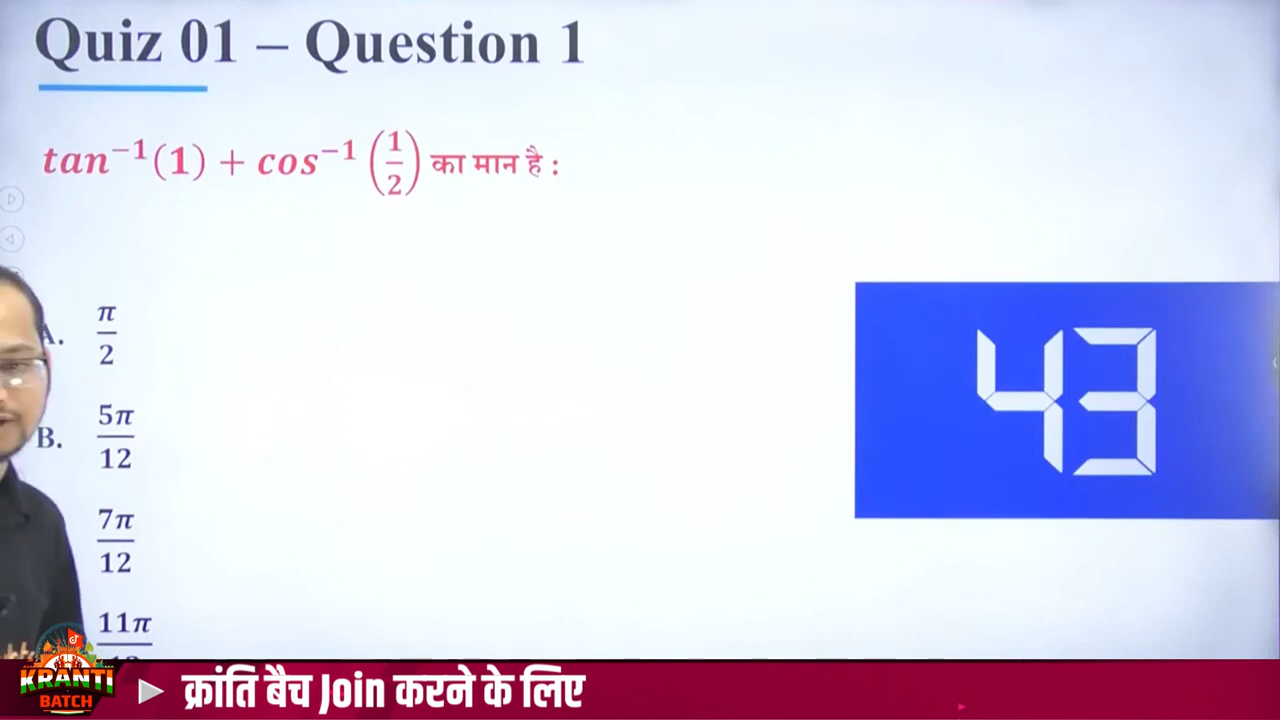 Quiz 01 – Question 1
tan⁻¹(1) + cos⁻¹(1/2) का मान है :
A. π/2
43
B. 5π/12
7π/12
11π
KRANTI
BATCH
क्रांति बैच Join करने के लिए